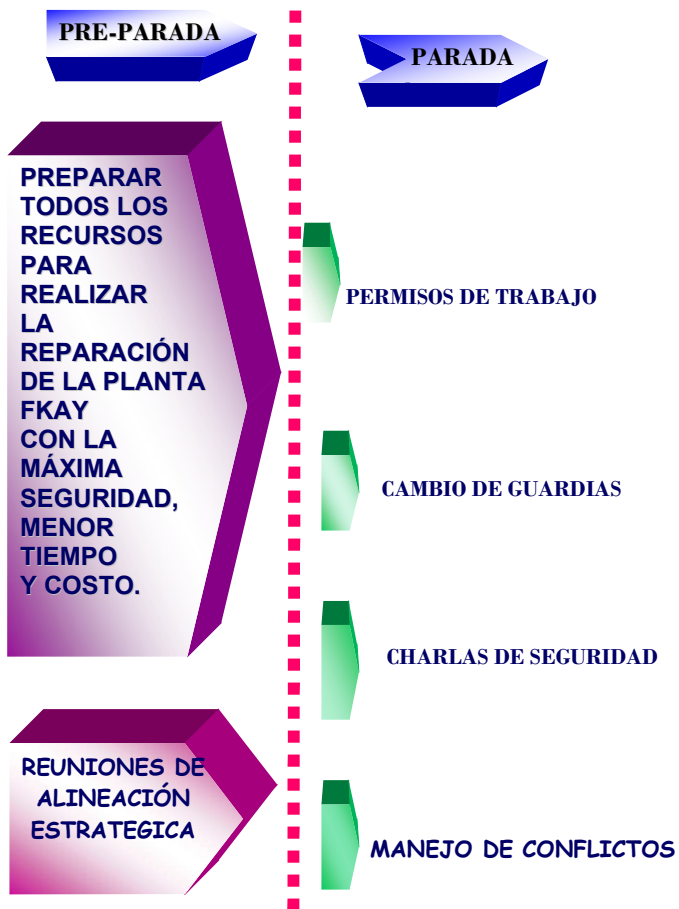 PRE-PARADA
PARADA
PREPARAR
TODOS LOS
RECURSOS
PARA
REALIZAR
LA
REPARACIÓN
DE LA PLANTA
FKAY
CON LA
MÁXIMA
SEGURIDAD,
MENOR
TIEMPO
Y COSTO.
REUNIONES DE
ALINEACIÓN
ESTRATEGICA
PERMISOS DE TRABAJO
CAMBIO DE GUARDIAS
CHARLAS DE SEGURIDAD
MANEJO DE CONFLICTOS